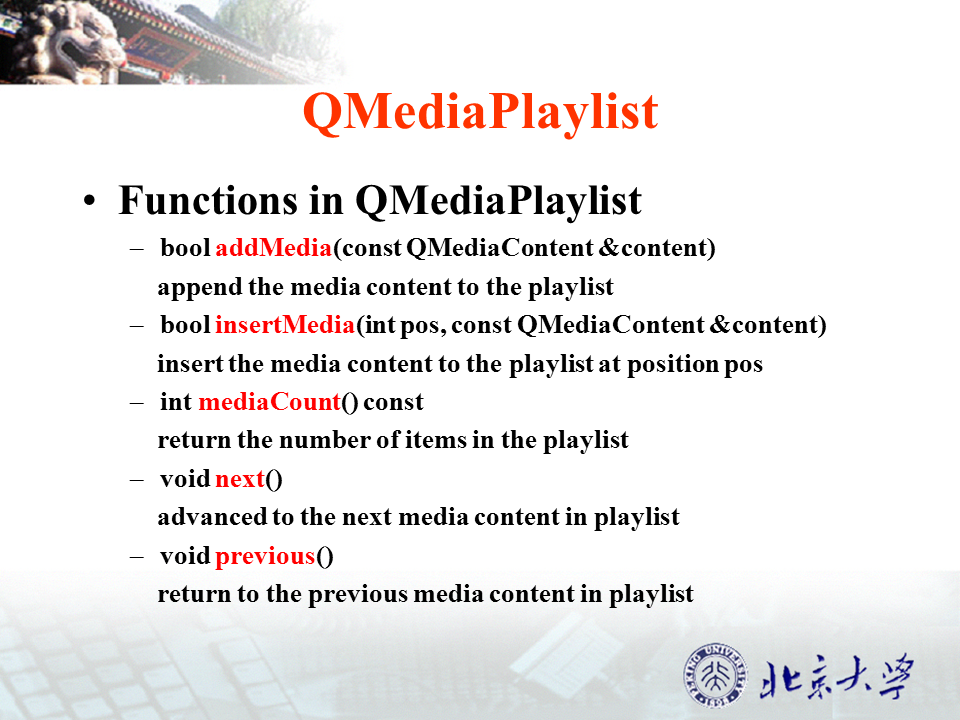 QMediaPlaylist
• Functions in QMediaPlaylist
– bool addMedia(const QMediaContent &content)
append the media content to the playlist
– bool insertMedia(int pos, const QMediaContent &content)
insert the media content to the playlist at position pos
– int mediaCount() const
return the number of items in the playlist
– void next()
advanced to the next media content in playlist
– void previous()
return to the previous media content in playlist
PEKING UNIVERSITY
1898
北京大学